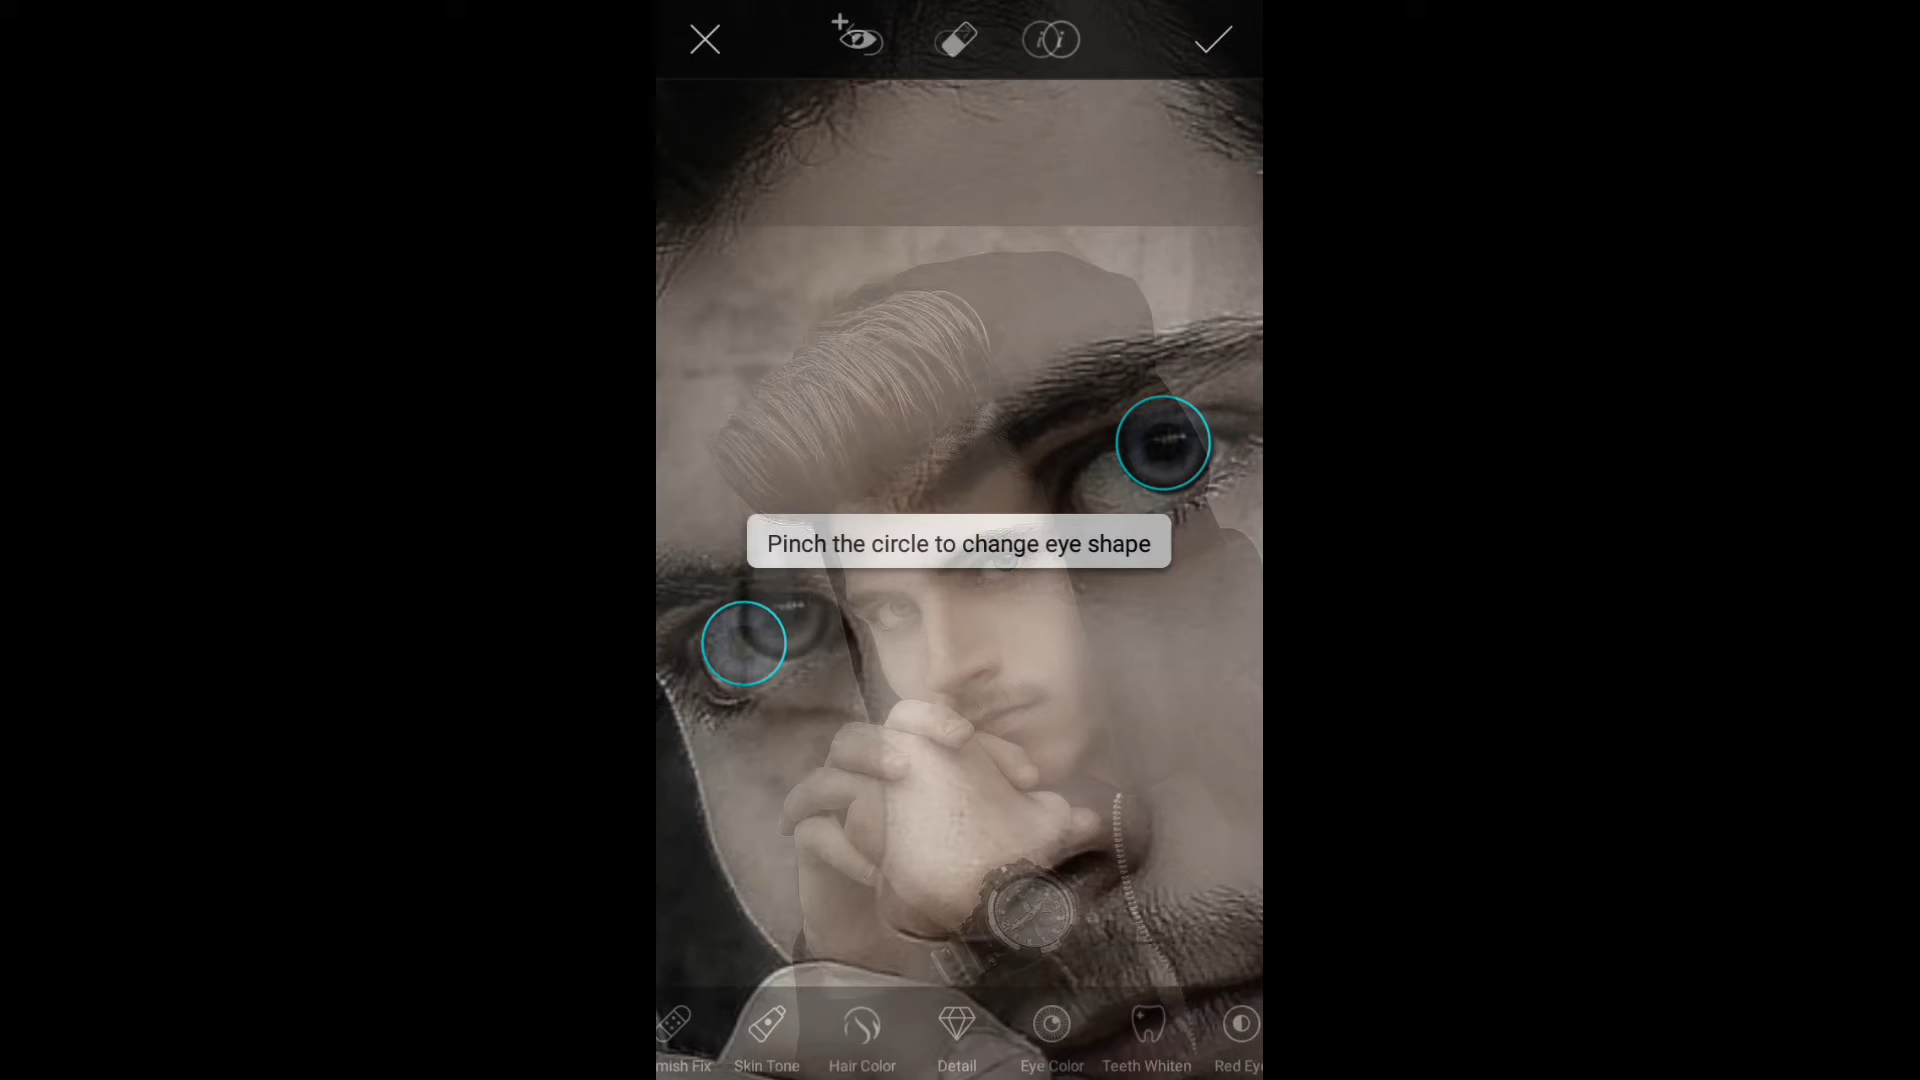 Pinch the circle to change eye shape
mish Fix Skin Tone Hair Color Detail Eye Color Teeth Whiten Red Eye